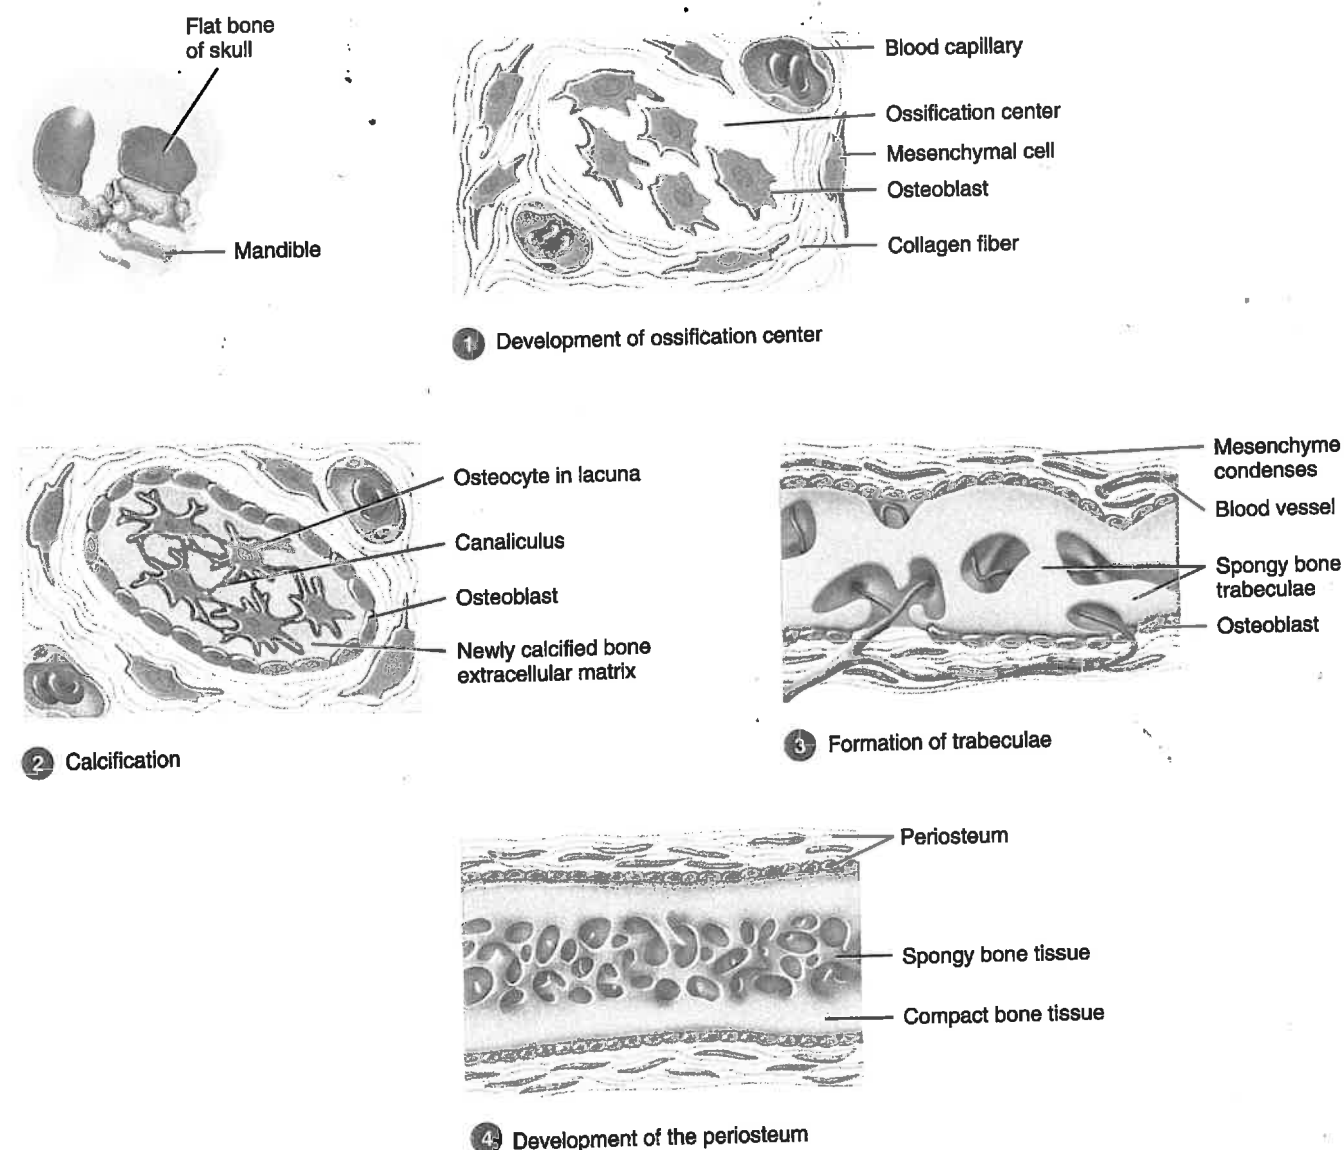 Flat bone
of skull
Mandible
Blood capillary
Ossification center
Mesenchymal cell
Osteoblast
Collagen fiber
1 Development of ossification center
Osteocyte in lacuna
Canaliculus
Osteoblast
Newly calcified bone
extracellular matrix
2 Calcification
Mesenchyme
condenses
Blood vessel
Spongy bone
trabeculae
Osteoblast
3 Formation of trabeculae
Periosteum
Spongy bone tissue
Compact bone tissue
4 Development of the periosteum